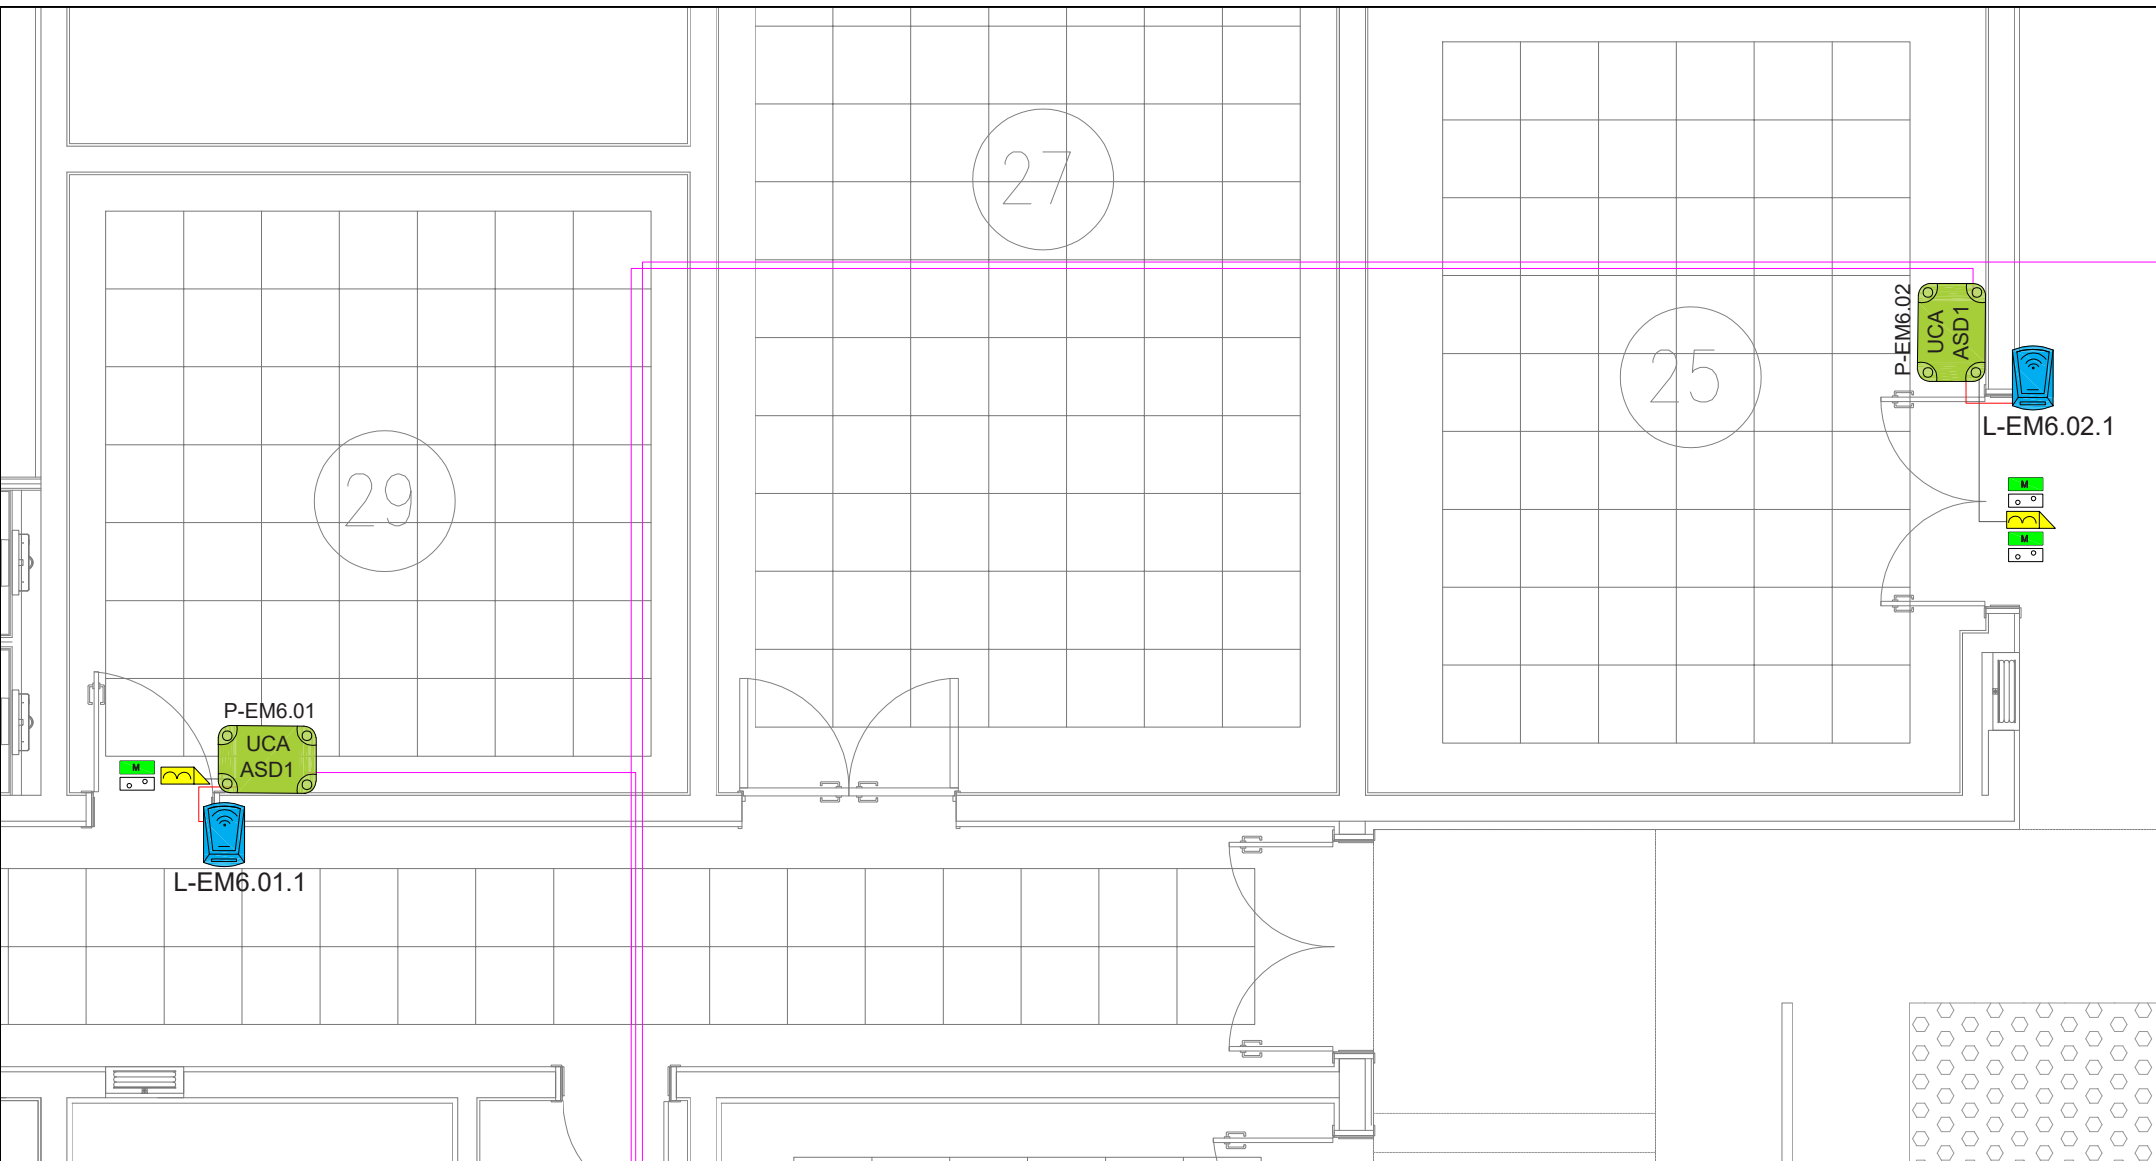 27
P-EM6.02
UCA
ASD1
25
L-EM6.02.1
M
29
M
P-EM6.01
UCA
ASD1
M
L-EM6.01.1